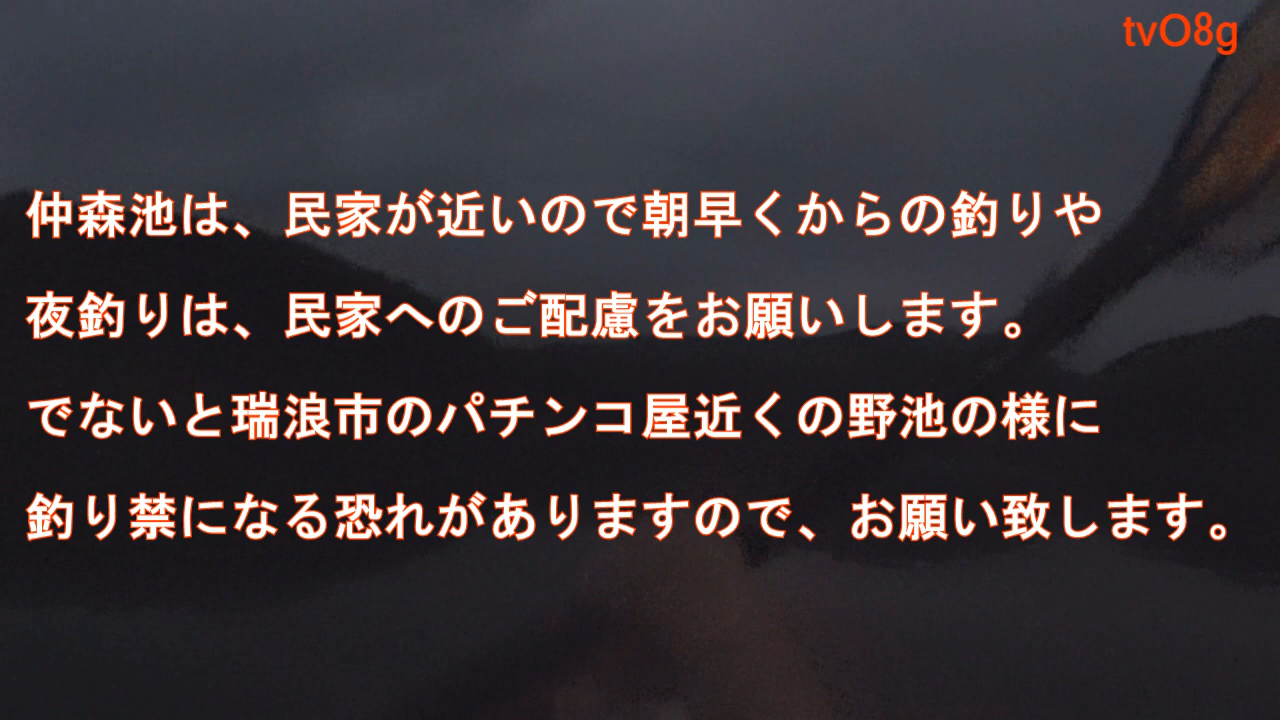 tvO8g
仲森池は、民家が近いので朝早くからの釣りや
夜釣りは、民家へのご配慮をお願いします。
でないと瑞浪市のパチンコ屋近くの野池の様に
釣り禁になる恐れがありますので、お願い致します。